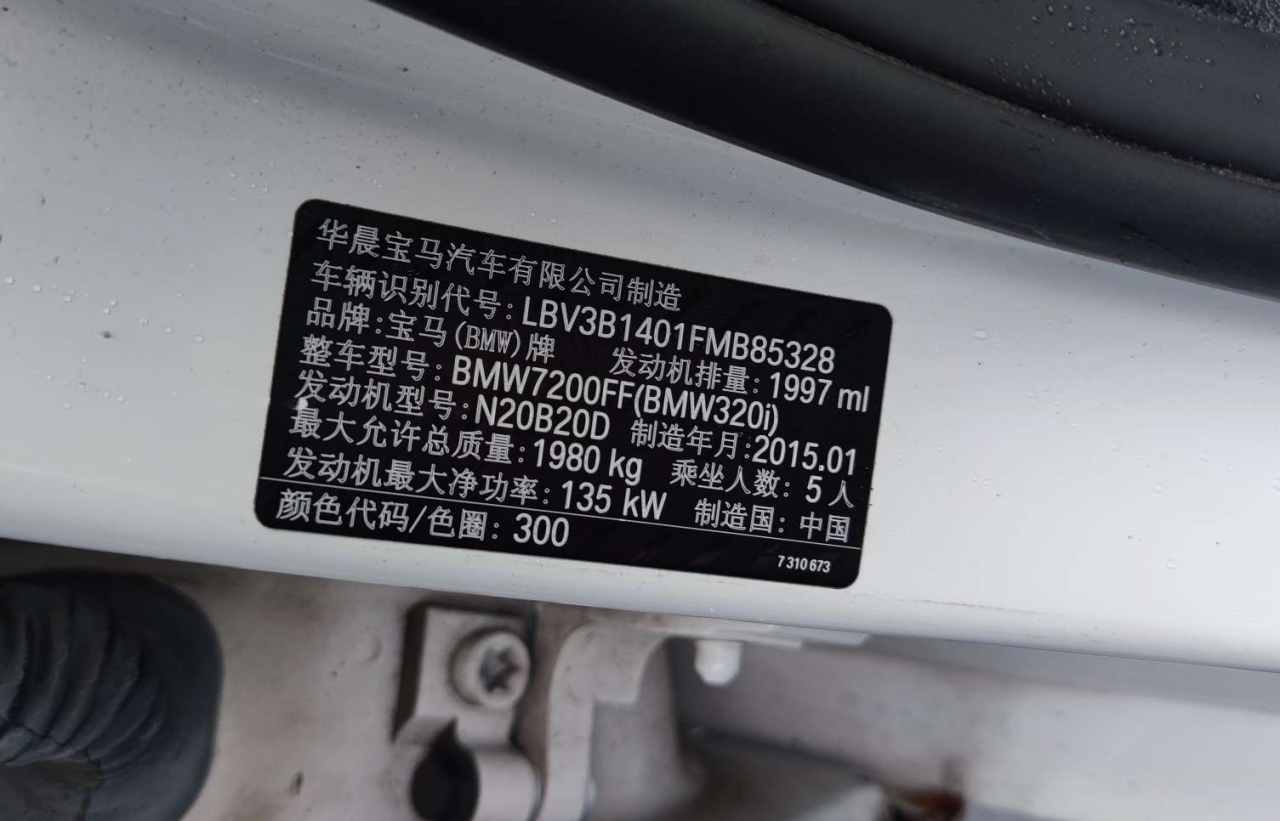 华晨宝马汽车有限公司制造
车辆识别代号: LBV3B1401FMB85328
品牌:宝马(BMW)牌 发动机排量: 1997 ml
整车型号: BMW7200FF(BMW320i)
发动机型号: N20B20D 制造年月:2015.01
最大允许总质量: 1980 kg 乘坐人数: 5人
发动机最大净功率: 135 kW 制造国: 中国
颜色代码/色圈: 300
7 310 673